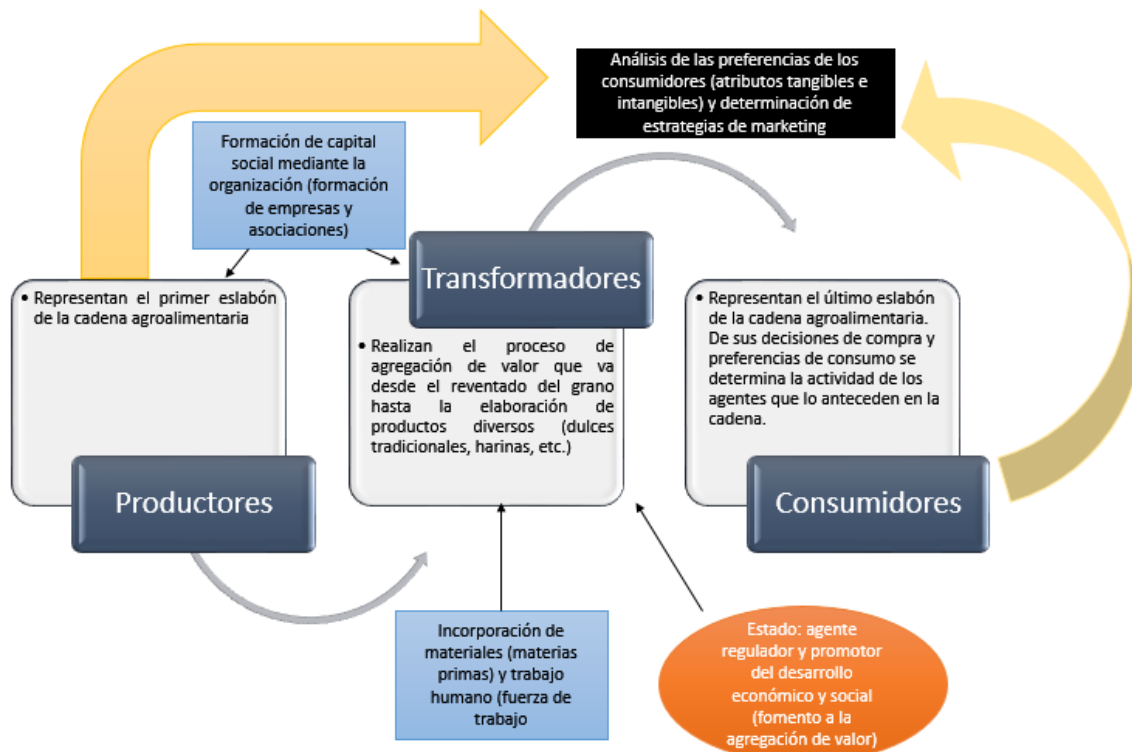 Análisis de las preferencias de los
consumidores (atributos tangibles e
intangibles) y determinación de
estrategias de marketing
Formación de capital
social mediante la
organización (formación
de empresas y
asociaciones)
• Representan el primer eslabón
de la cadena agroalimentaria
Productores
Transformadores
• Realizan el proceso de
agregación de valor que va
desde el reventado del grano
hasta la elaboración de
productos diversos (dulces
tradicionales, harinas, etc.)
• Representan el último eslabón
de la cadena agroalimentaria.
De sus decisiones de compra y
preferencias de consumo se
determina la actividad de los
agentes que lo anteceden en la
cadena.
Consumidores
Incorporación de
materiales (materias
primas) y trabajo
humano (fuerza de
trabajo
Estado: agente
regulador y promotor
del desarrollo
económico y social
(fomento a la
agregación de valor)